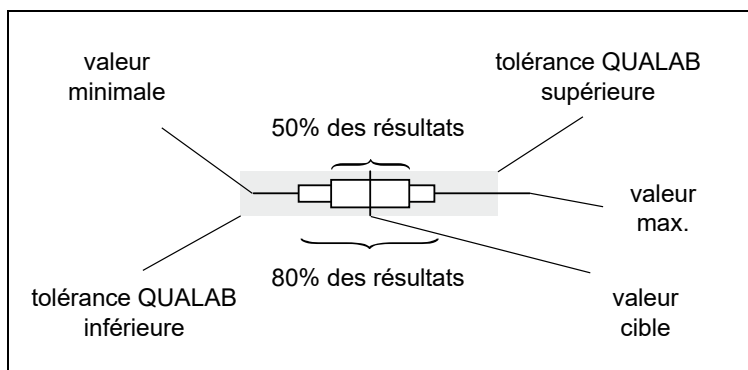 valeur
minimale
tolérance QUALAB
supérieure
50% des résultats
valeur
max.
80% des résultats
tolérance QUALAB
inférieure
valeur
cible